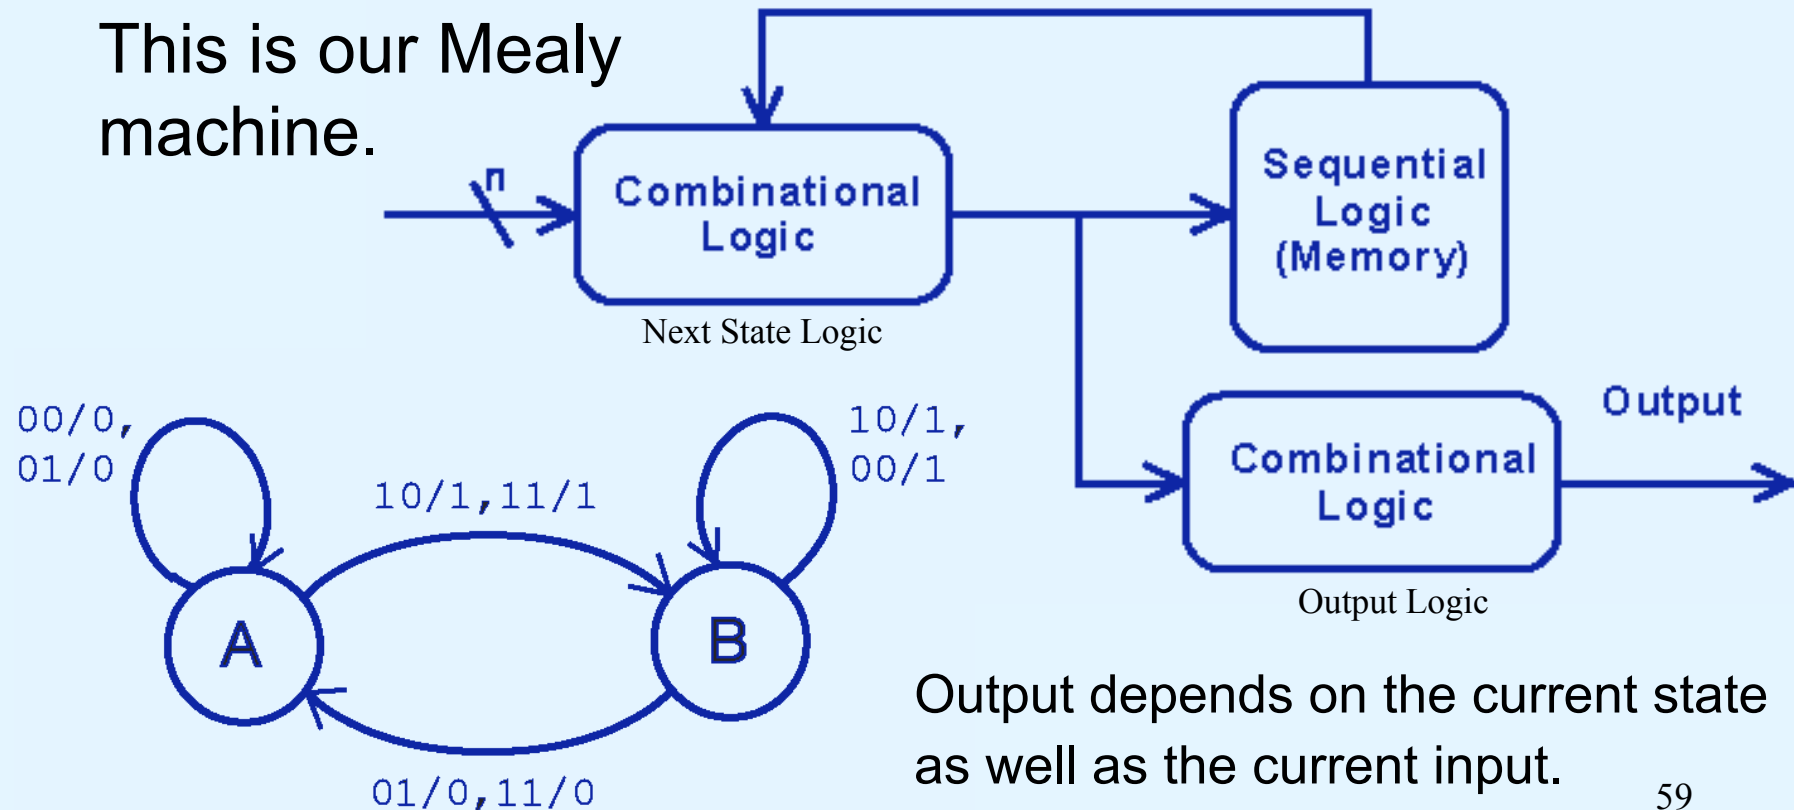 This is our Mealy
machine.
n
Combinational
Logic
Next State Logic
Sequential
Logic
(Memory)
Output
Combinational
Logic
Output Logic
00/0,
01/0
10/1,11/1
10/1,
00/1
A
B
01/0,11/0
Output depends on the current state
as well as the current input.
59